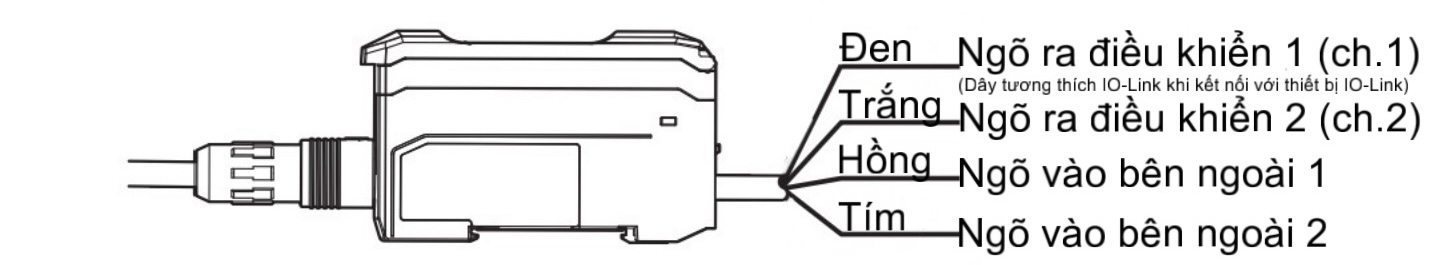 Đen Ngõ ra điều khiển 1 (ch.1)
(Dây tương thích IO-Link khi kết nối với thiết bị IO-Link)
Trắng Ngõ ra điều khiển 2 (ch.2)
Hồng Ngõ vào bên ngoài 1
Tím Ngõ vào bên ngoài 2